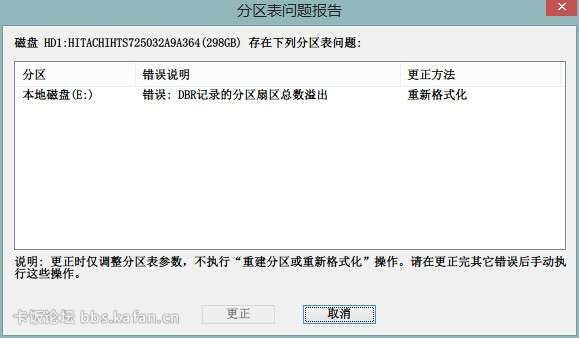 分区表问题报告
磁盘 HD1:HITACHIHTS725032A9A364(298GB) 存在下列分区表问题:
分区 错误说明 更正方法
本地磁盘(E:) 错误: DBR记录的分区扇区总数溢出 重新格式化
说明: 更正时仅调整分区表参数，不执行“重建分区或重新格式化”操作。请在更正完其它错误后手动执
行这些操作。
卡饭论坛 bbs.kafan.cn
更正 取消